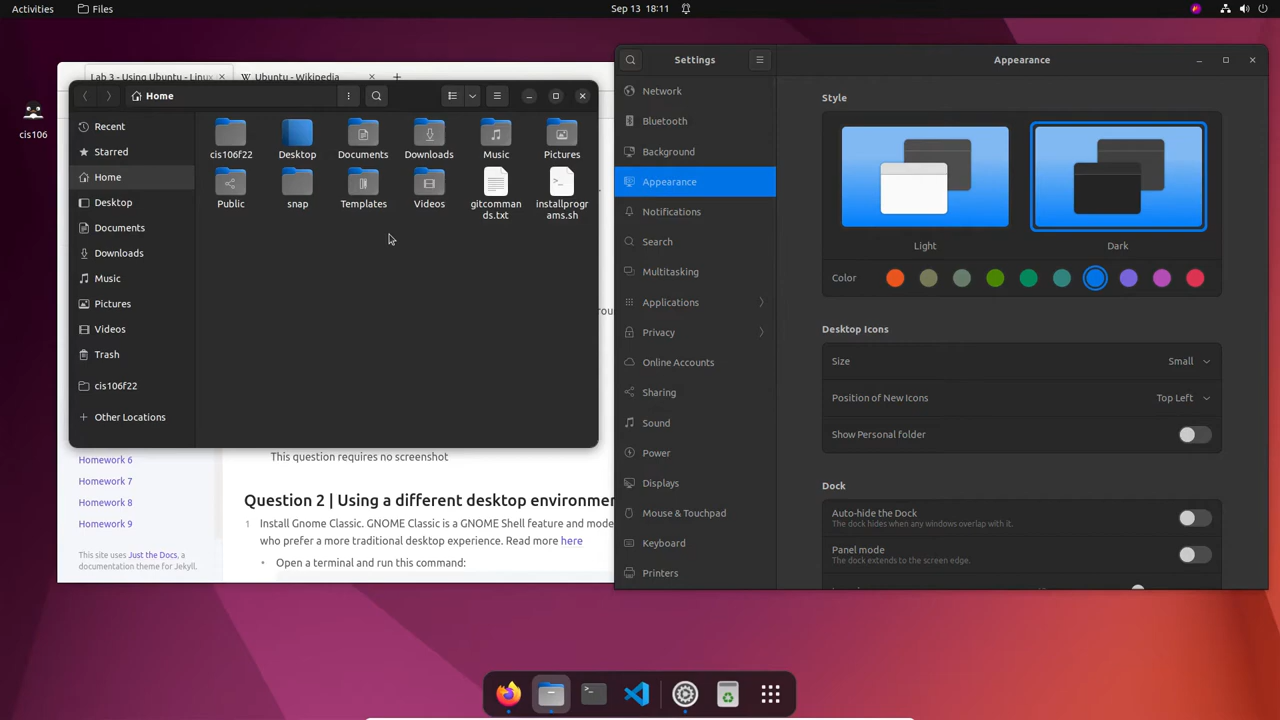 Activities
Files
Sep 13 18:11
cis106
Lab 3 - Using Ubuntu - Linux
Ubuntu - Wikipedia
Home
Recent
Starred
Home
Desktop
Documents
Downloads
Music
Pictures
Videos
Trash
cis106f22
Other Locations
cis106f22
Desktop
Documents
Downloads
Music
Pictures
Public
snap
Templates
Videos
gitcomman
ds.txt
installprogr
ams.sh
Homework 6
Homework 7
Homework 8
Homework 9
This site uses Just the Docs, a
documentation theme for Jekyll.
This question requires no screenshot
Question 2 | Using a different desktop environmen
1 Install Gnome Classic. GNOME Classic is a GNOME Shell feature and mode
who prefer a more traditional desktop experience. Read more here
• Open a terminal and run this command:
Settings
Network
Bluetooth
Background
Appearance
Notifications
Search
Multitasking
Applications
Privacy
Online Accounts
Sharing
Sound
Power
Displays
Mouse & Touchpad
Keyboard
Printers
Appearance
Style
Light
Dark
Color
Desktop Icons
Size
Small
Position of New Icons
Top Left
Show Personal folder
Dock
Auto-hide the Dock
The dock hides when any windows overlap with it.
Panel mode
The dock extends to the screen edge.